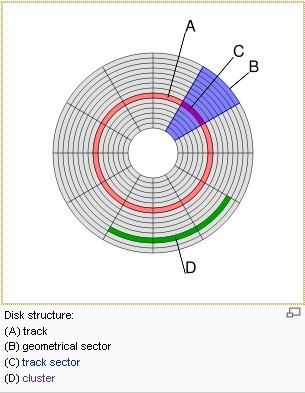 A
C
B
D
Disk structure:
(A) track
(B) geometrical sector
(C) track sector
(D) cluster